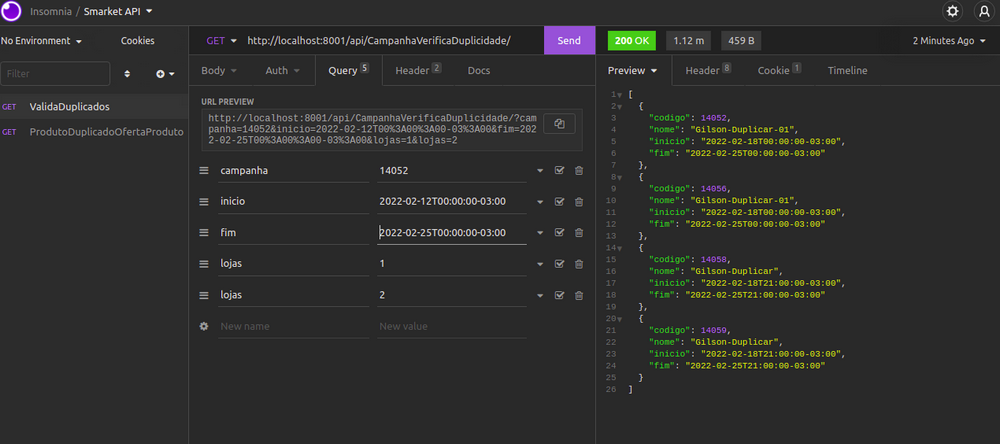 Insomnia / Smarket API
No Environment
Cookies
GET http://localhost:8001/api/CampanhaVerificaDuplicidade/ Send
200 OK 1.12 m 459 B 2 Minutes Ago
Filter
GET ValidaDuplicados
GET ProdutoDuplicadoOfertaProduto
Body Auth Query 5 Header 2 Docs
URL PREVIEW
http://localhost:8001/api/CampanhaVerificaDuplicidade/?cam
panha=14052&inicio=2022-02-12T00%3A00%3A00-03%3A00&fim=202
2-02-25T00%3A00%3A00-03%3A00&lojas=1&lojas=2
campanha 14052
inicio 2022-02-12T00:00:00-03:00
fim 2022-02-25T00:00:00-03:00
lojas 1
lojas 2
New name New value
Preview Header 8 Cookie 1 Timeline
1 [
2 {
3 "codigo": 14052,
4 "nome": "Gilson-Duplicar-01",
5 "inicio": "2022-02-18T00:00:00-03:00",
6 "fim": "2022-02-25T00:00:00-03:00"
7 },
8 {
9 "codigo": 14056,
10 "nome": "Gilson-Duplicar-01",
11 "inicio": "2022-02-18T00:00:00-03:00",
12 "fim": "2022-02-25T00:00:00-03:00"
13 },
14 {
15 "codigo": 14058,
16 "nome": "Gilson-Duplicar",
17 "inicio": "2022-02-18T21:00:00-03:00",
18 "fim": "2022-02-25T21:00:00-03:00"
19 },
20 {
21 "codigo": 14059,
22 "nome": "Gilson-Duplicar",
23 "inicio": "2022-02-18T21:00:00-03:00",
24 "fim": "2022-02-25T21:00:00-03:00"
25 }
26 ]